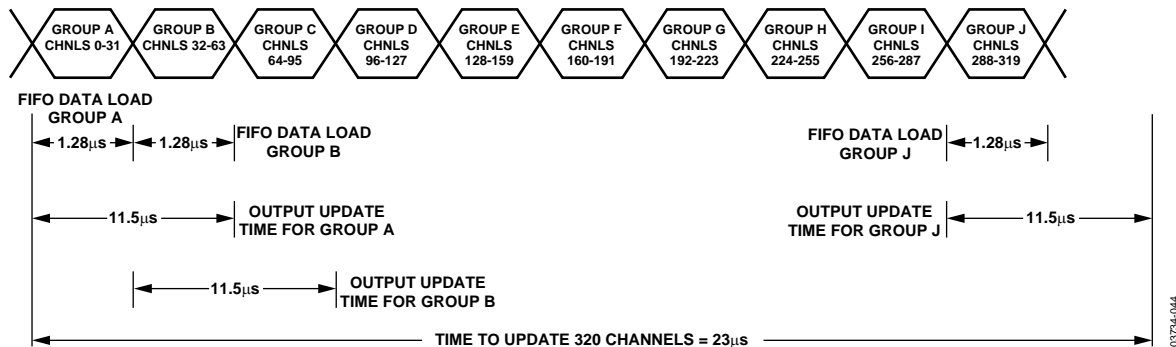 GROUP A
CHNLS 0-31
GROUP B
CHNLS 32-63
GROUP C
CHNLS
64-95
GROUP D
CHNLS
96-127
GROUP E
CHNLS
128-159
GROUP F
CHNLS
160-191
GROUP G
CHNLS
192-223
GROUP H
CHNLS
224-255
GROUP I
CHNLS
256-287
GROUP J
CHNLS
288-319
FIFO DATA LOAD
GROUP A
1.28μs
1.28μs
FIFO DATA LOAD
GROUP B
FIFO DATA LOAD
GROUP J
1.28μs
11.5μs
OUTPUT UPDATE
TIME FOR GROUP A
OUTPUT UPDATE
TIME FOR GROUP J
11.5μs
11.5μs
OUTPUT UPDATE
TIME FOR GROUP B
TIME TO UPDATE 320 CHANNELS = 23μs
03734-044